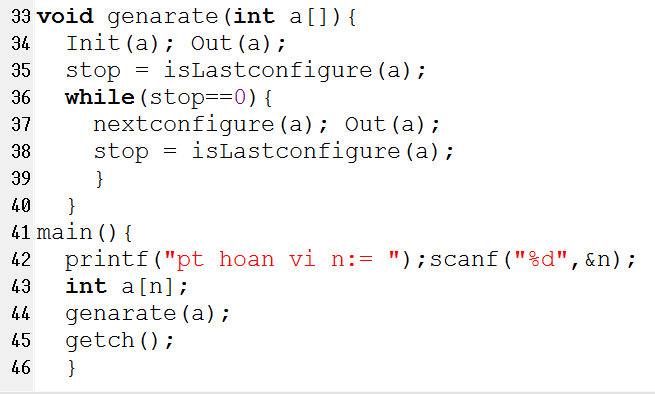 33 void genarate(int a[]){
34 Init(a); Out(a);
35 stop = isLastconfigure(a);
36 while(stop==0){
37 nextconfigure(a); Out(a);
38 stop = isLastconfigure(a);
39 }
40 }
41 main(){
42 printf("pt hoan vi n:= ");scanf("%d",&n);
43 int a[n];
44 genarate(a);
45 getch();
46 }